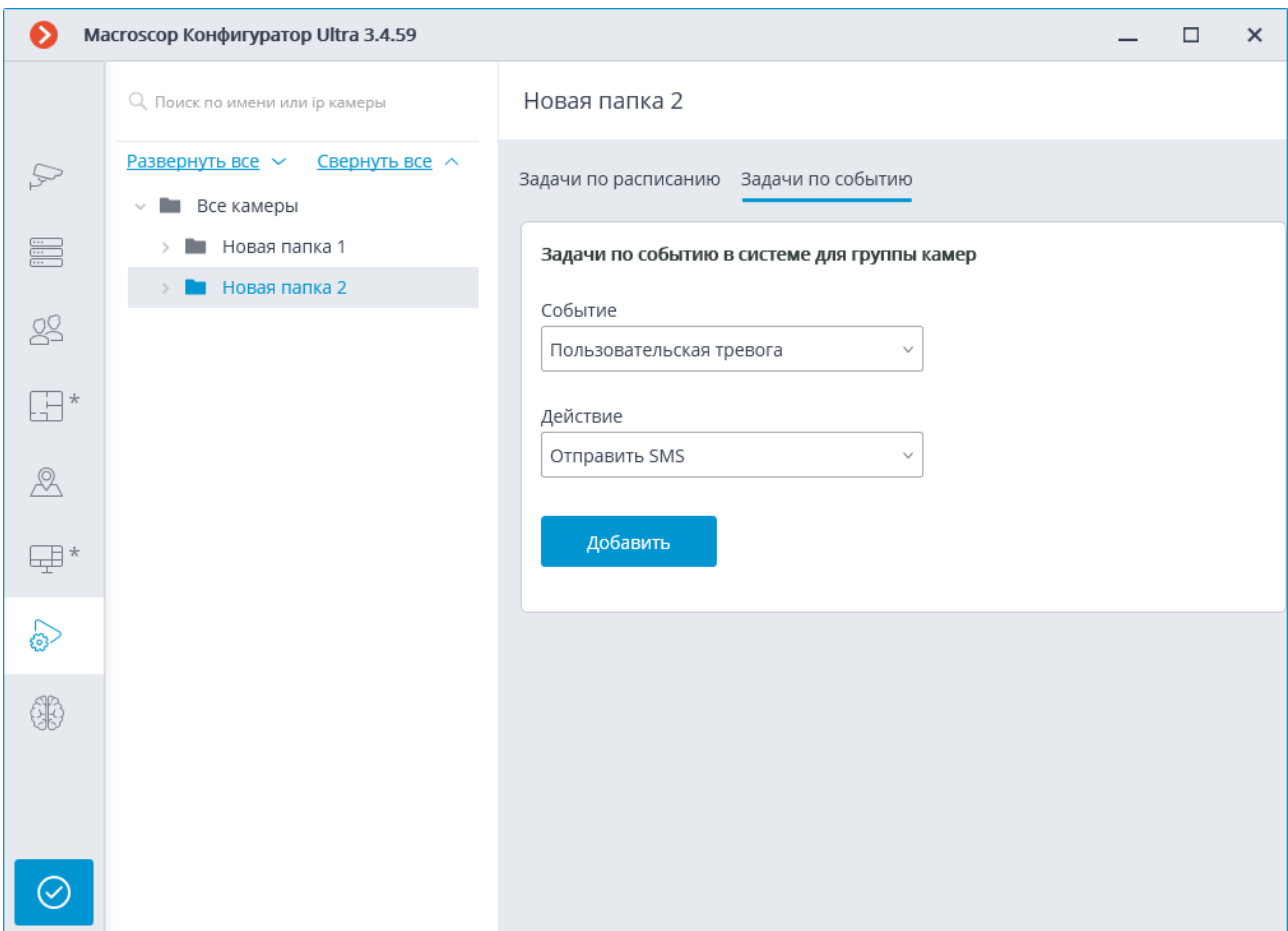 Macroscop Конфигуратор Ultra 3.4.59
Поиск по имени или ip камеры
Развернуть все Свернуть все
Все камеры
Новая папка 1
Новая папка 2
*
*
Новая папка 2
Задачи по расписанию Задачи по событию
Задачи по событию в системе для группы камер
Событие
Пользовательская тревога
Действие
Отправить SMS
Добавить